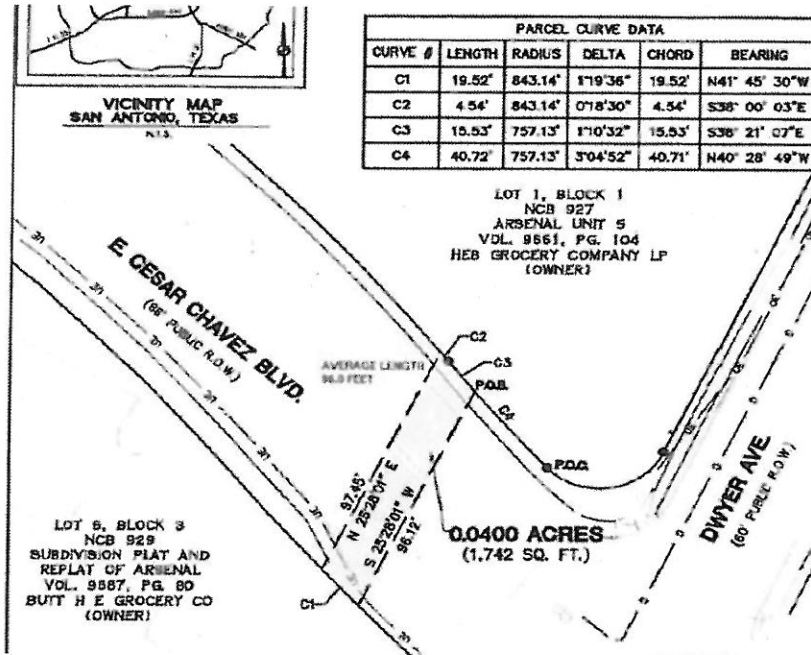 PARCEL CURVE DATA
CURVE # LENGTH RADIUS DELTA CHORD BEARING
C1 19.52' 843.14' 1°19'36" 19.52' N41° 45' 30"W
C2 4.54' 843.14' 0°18'30" 4.54' S38° 00' 03"E
C3 15.53' 757.13' 1°10'32" 15.53' S38° 21' 07"E
C4 40.72' 757.13' 3°04'52" 40.71' N40° 28' 49"W
VICINITY MAP
SAN ANTONIO, TEXAS
N.T.S.
LOT 1, BLOCK 1
NCB 927
ARSENAL UNIT 5
VOL. 9561, PG. 104
HEB GROCERY COMPANY LP
(OWNER)
E. CESAR CHAVEZ BLVD.
(86' PUBLIC R.O.W.)
C2
C3
AVERAGE LENGTH
96.8 FEET
P.O.B.
C4
P.O.C.
97.45'
N 25°28'01" E
S 25°28'01" W
96.12'
0.0400 ACRES
(1,742 SQ. FT.)
DWYER AVE.
(60' PUBLIC R.O.W)
LOT 6, BLOCK 3
NCB 929
SUBDIVISION PLAT AND
REPLAT OF ARSENAL
VOL. 9567, PG. 80
BUTT H E GROCERY CO
(OWNER)
C1